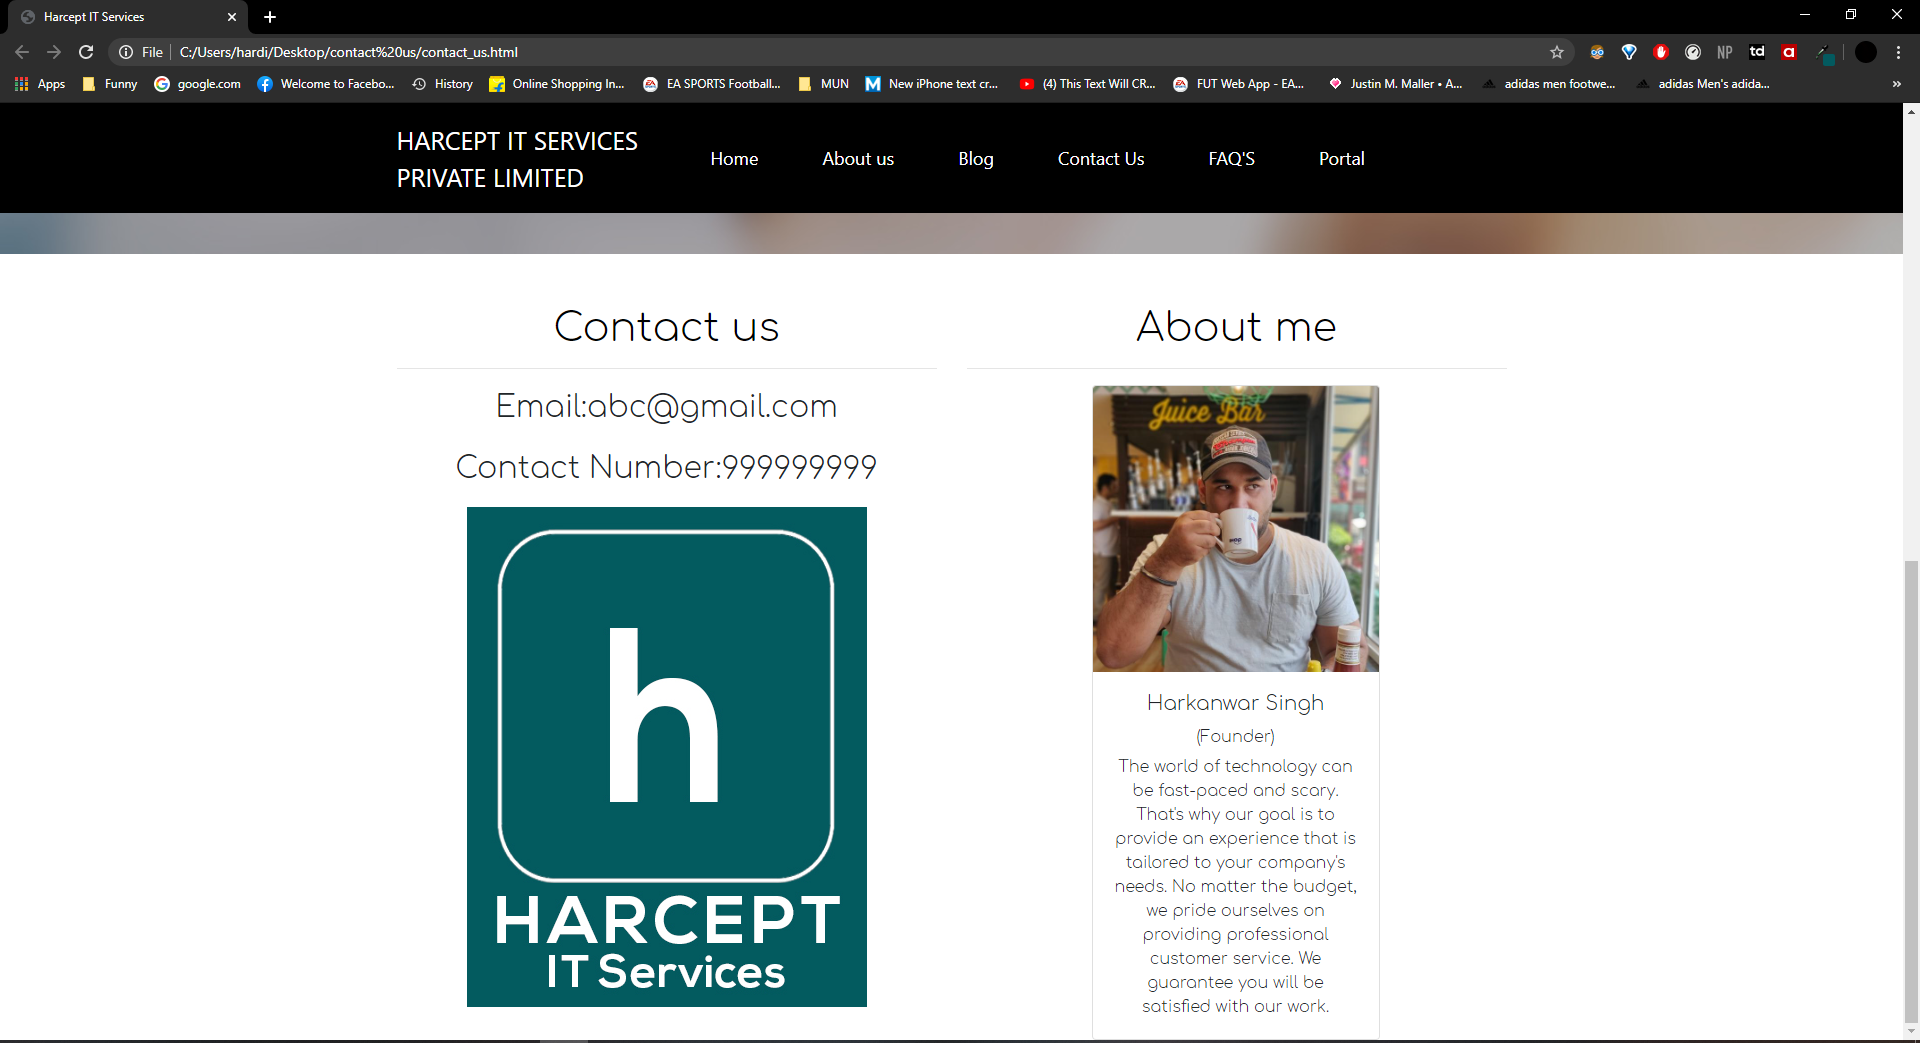 Harcept IT Services
File
C:/Users/hardi/Desktop/contact%20us/contact_us.html
NP
td
a
Apps
Funny
google.com
Welcome to Facebo...
History
Online Shopping In...
EA SPORTS Football...
MUN
New iPhone text cr...
(4) This Text Will CR...
FUT Web App - EA...
Justin M. Maller • A...
adidas men footwe...
adidas Men's adida...
»
HARCEPT IT SERVICES
PRIVATE LIMITED
Home
About us
Blog
Contact Us
FAQ'S
Portal
Contact us
Email:abc@gmail.com
Contact Number:999999999
h
HARCEPT
IT Services
About me
Juice Bar
Harkanwar Singh
(Founder)
The world of technology can
be fast-paced and scary.
That's why our goal is to
provide an experience that is
tailored to your company's
needs. No matter the budget,
we pride ourselves on
providing professional
customer service. We
guarantee you will be
satisfied with our work.